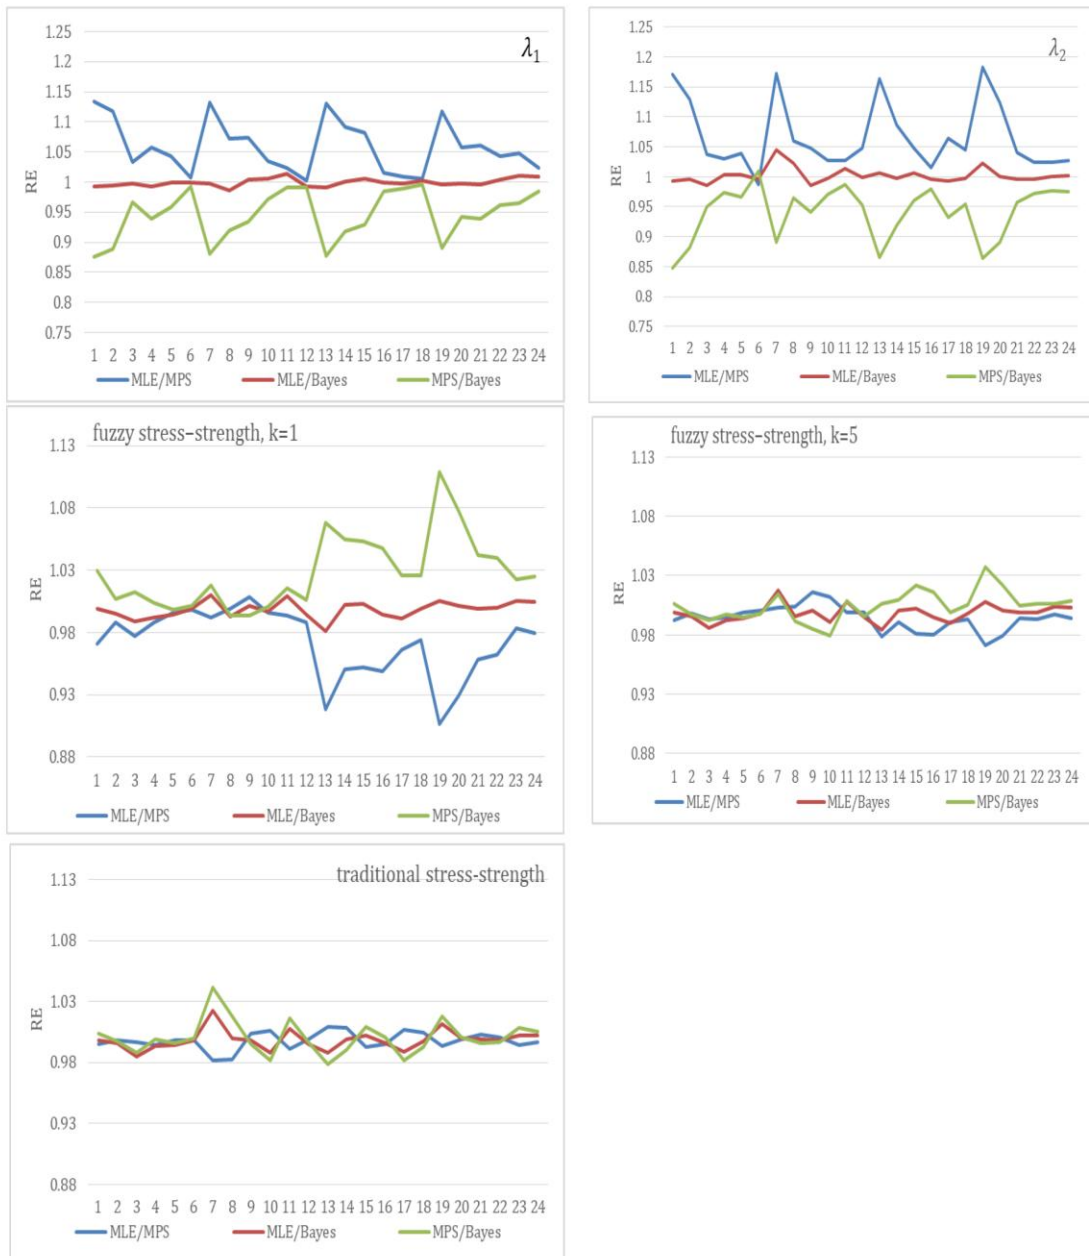 λ1
RE
1.25
1.2
1.15
1.1
1.05
1
0.95
0.9
0.85
0.8
0.75
1 2 3 4 5 6 7 8 9 10 11 12 13 14 15 16 17 18 19 20 21 22 23 24
MLE/MPS MLE/Bayes MPS/Bayes
λ2
RE
1.25
1.2
1.15
1.1
1.05
1
0.95
0.9
0.85
0.8
0.75
1 2 3 4 5 6 7 8 9 10 11 12 13 14 15 16 17 18 19 20 21 22 23 24
MLE/MPS MLE/Bayes MPS/Bayes
fuzzy stress–strength, k=1
RE
1.13
1.08
1.03
0.98
0.93
0.88
1 2 3 4 5 6 7 8 9 10 11 12 13 14 15 16 17 18 19 20 21 22 23 24
MLE/MPS MLE/Bayes MPS/Bayes
fuzzy stress–strength, k=5
RE
1.13
1.08
1.03
0.98
0.93
0.88
1 2 3 4 5 6 7 8 9 10 11 12 13 14 15 16 17 18 19 20 21 22 23 24
MLE/MPS MLE/Bayes MPS/Bayes
traditional stress-strength
RE
1.13
1.08
1.03
0.98
0.93
0.88
1 2 3 4 5 6 7 8 9 10 11 12 13 14 15 16 17 18 19 20 21 22 23 24
MLE/MPS MLE/Bayes MPS/Bayes